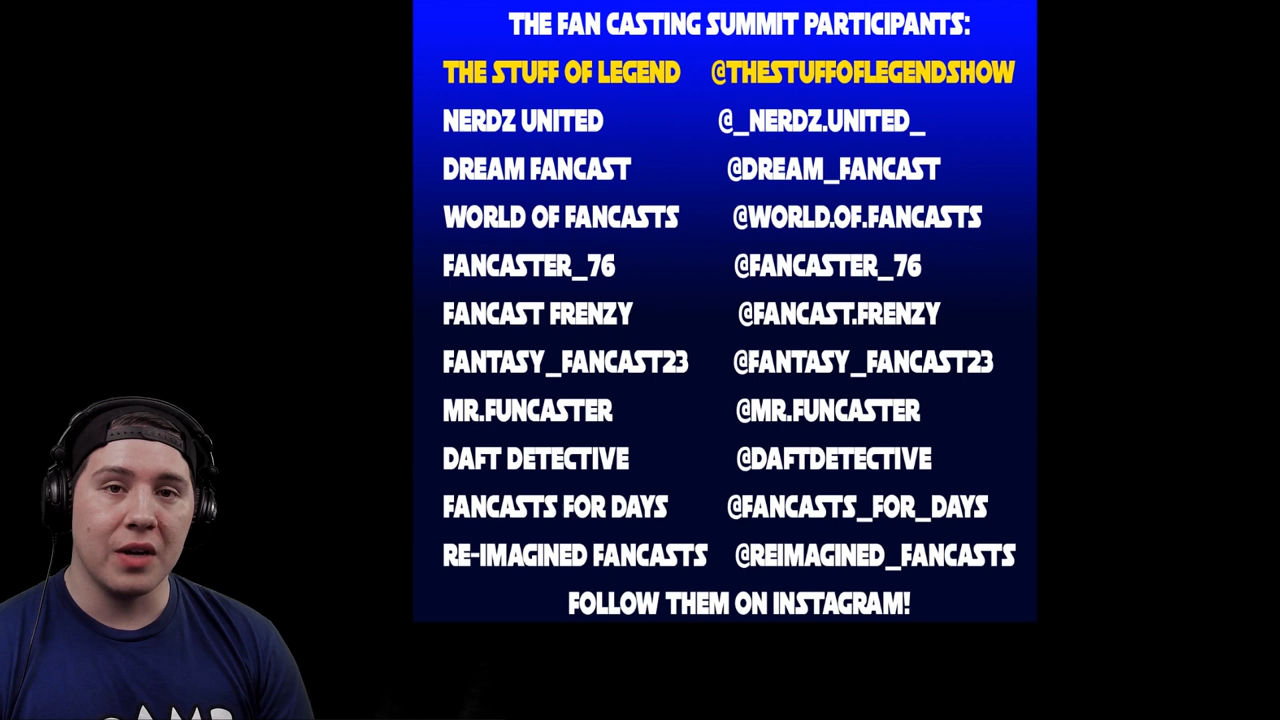 THE FAN CASTING SUMMIT PARTICIPANTS:
THE STUFF OF LEGEND @THESTUFFOFLEGENDSHOW
NERDZ UNITED @_NERDZ.UNITED_
DREAM FANCAST @DREAM_FANCAST
WORLD OF FANCASTS @WORLD.OF.FANCASTS
FANCASTER_76 @FANCASTER_76
FANCAST FRENZY @FANCAST.FRENZY
FANTASY_FANCAST23 @FANTASY_FANCAST23
MR.FUNCASTER @MR.FUNCASTER
DAFT DETECTIVE @DAFTDETECTIVE
FANCASTS FOR DAYS @FANCASTS_FOR_DAYS
RE-IMAGINED FANCASTS @REIMAGINED_FANCASTS
FOLLOW THEM ON INSTAGRAM!